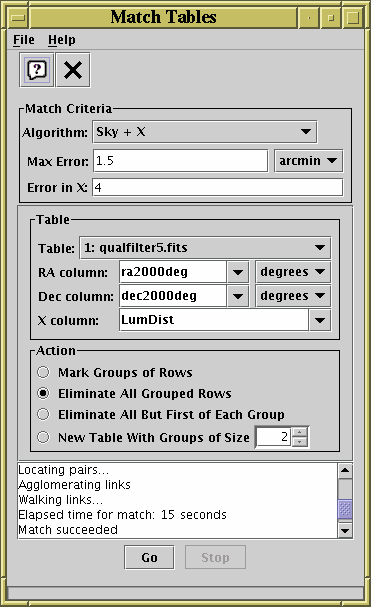 Match Tables
File Help
?
Match Criteria
Algorithm: Sky + X
Max Error: 1.5 arcmin
Error in X: 4
Table
Table: 1: qualfilter5.fits
RA column: ra2000deg degrees
Dec column: dec2000deg degrees
X column: LumDist
Action
Mark Groups of Rows
Eliminate All Grouped Rows
Eliminate All But First of Each Group
New Table With Groups of Size 2
Locating pairs...
Agglomerating links
Walking links...
Elapsed time for match: 15 seconds
Match succeeded
Go Stop